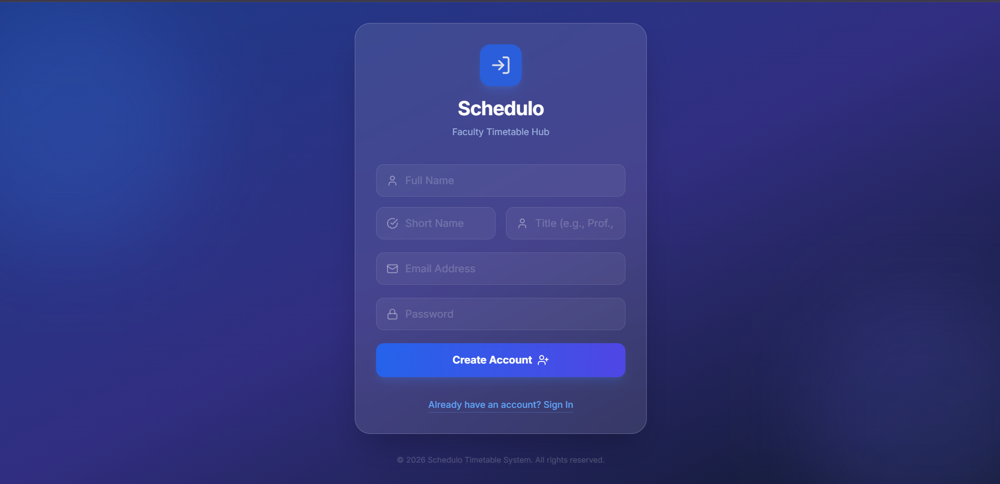 Schedulo
Faculty Timetable Hub
Full Name
Short Name
Title (e.g., Prof.,
Email Address
Password
Create Account
Already have an account? Sign In
© 2026 Schedulo Timetable System. All rights reserved.